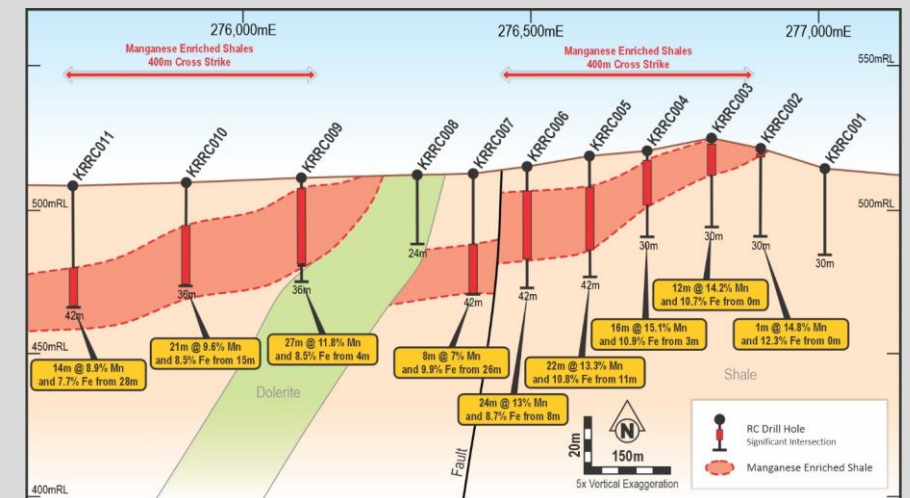 276,000mE
276,500mE
277,000mE
Manganese Enriched Shales
400m Cross Strike
Manganese Enriched Shales
400m Cross Strike
550mRL
KRRC011
KRRC010
KRRC009
KRRC008
KRRC007
KRRC006
KRRC005
KRRC004
KRRC003
KRRC002
KRRC001
500mRL
500mRL
24m
30m
30m
30m
30m
42m
36m
36m
42m
42m
42m
12m @ 14.2% Mn
and 10.7% Fe from 0m
16m @ 15.1% Mn
and 10.9% Fe from 3m
1m @ 14.8% Mn
and 12.3% Fe from 0m
21m @ 9.6% Mn
and 8.5% Fe from 15m
27m @ 11.8% Mn
and 8.5% Fe from 4m
8m @ 7% Mn
and 9.9% Fe from 26m
22m @ 13.3% Mn
and 10.8% Fe from 11m
14m @ 8.9% Mn
and 7.7% Fe from 28m
24m @ 13% Mn
and 8.7% Fe from 8m
450mRL
450mRL
Dolerite
Shale
Fault
20m
N
150m
5x Vertical Exaggeration
RC Drill Hole
Significant Intersection
Manganese Enriched Shale
400mRL